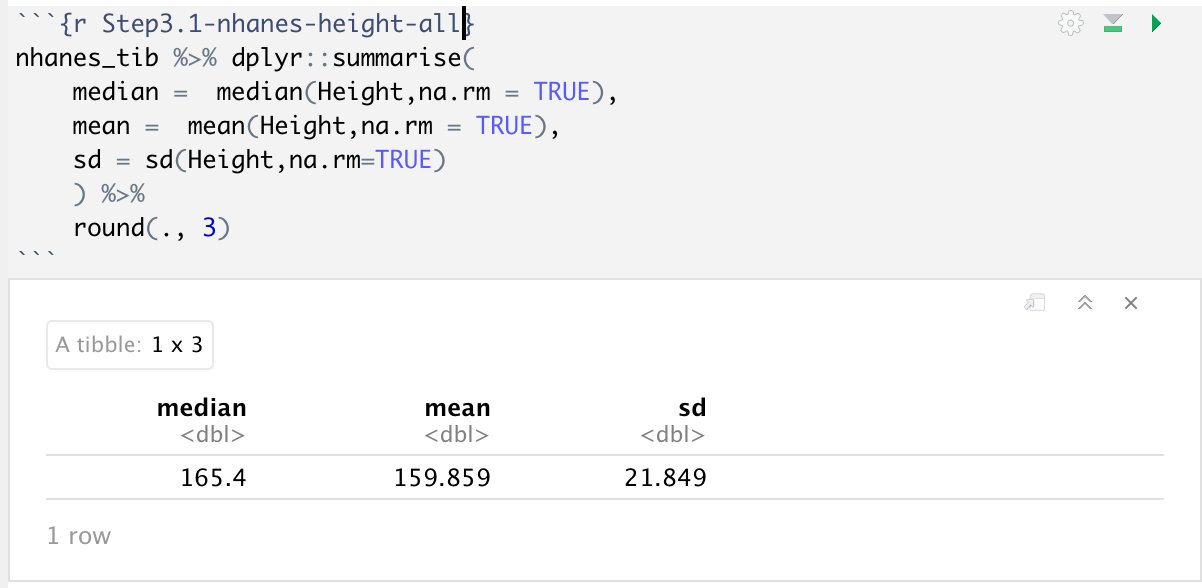 ```{r Step3.1-nhanes-height-all}
nhanes_tib %>% dplyr::summarise(
    median =  median(Height,na.rm = TRUE),
    mean =  mean(Height,na.rm = TRUE),
    sd = sd(Height,na.rm=TRUE)
    ) %>%
    round(., 3)
```
A tibble: 1 x 3
median mean sd
<dbl> <dbl> <dbl>
165.4 159.859 21.849
1 row